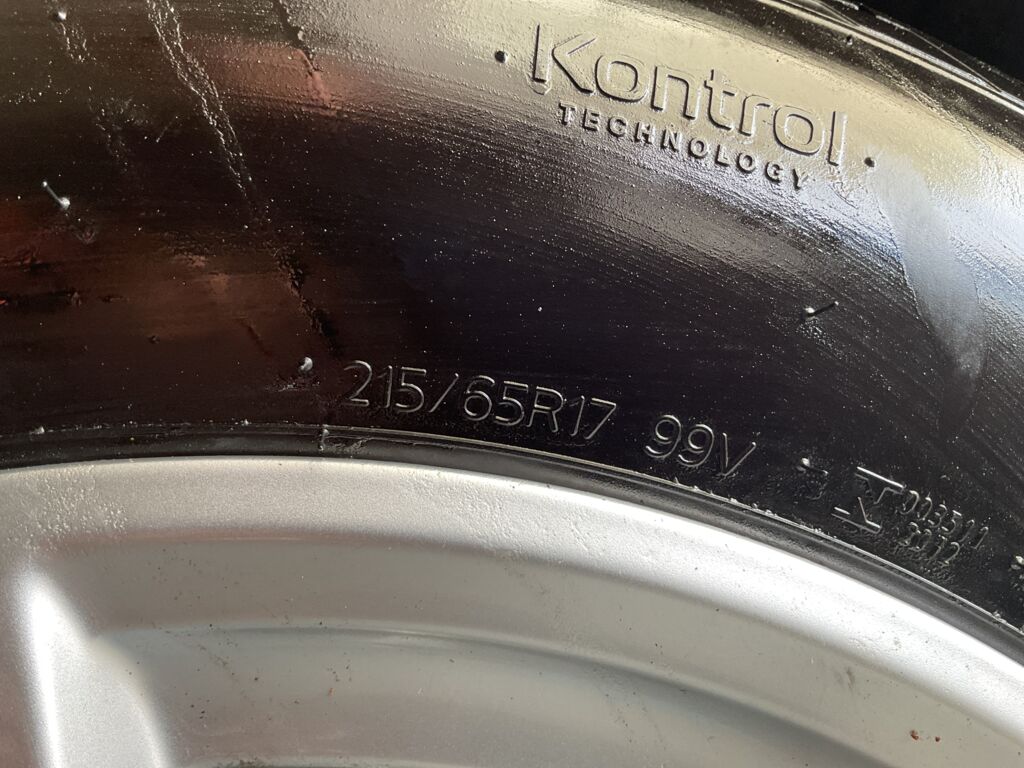 Kontrol
TECHNOLOGY
215/65R17 99V